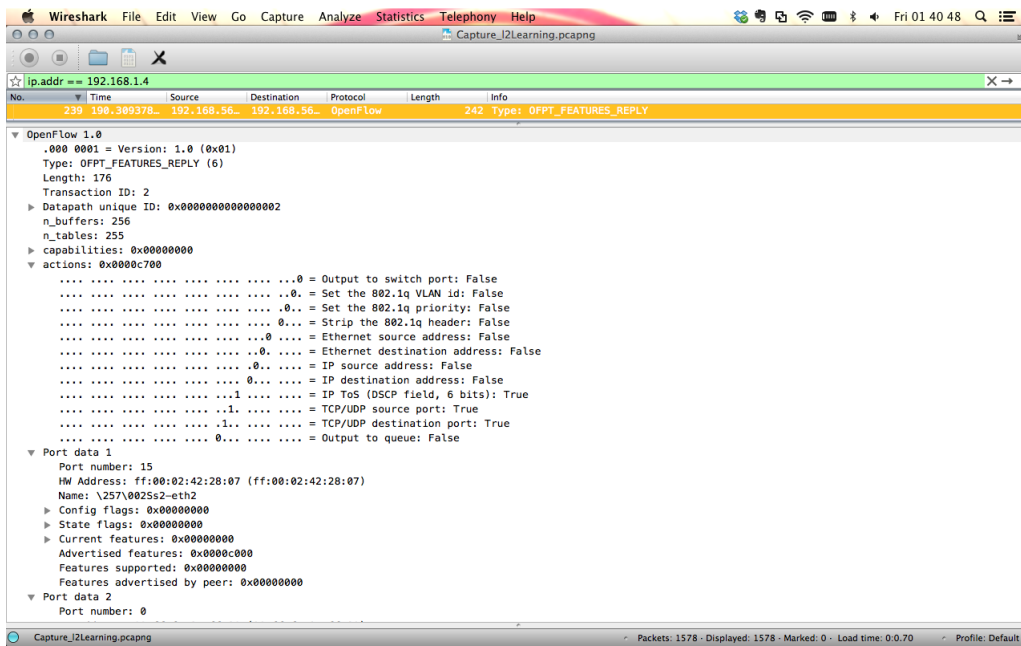 Wireshark File Edit View Go Capture Analyze Statistics Telephony Help Fri 01 40 48
Capture_l2Learning.pcapng
ip.addr == 192.168.1.4
No. Time Source Destination Protocol Length Info
239 190.309378… 192.168.56… 192.168.56… OpenFlow 242 Type: OFPT_FEATURES_REPLY
OpenFlow 1.0
.000 0001 = Version: 1.0 (0x01)
Type: OFPT_FEATURES_REPLY (6)
Length: 176
Transaction ID: 2
Datapath unique ID: 0x0000000000000002
n_buffers: 256
n_tables: 255
capabilities: 0x00000000
actions: 0x0000c700
.... .... .... .... .... .... .... ...0 = Output to switch port: False
.... .... .... .... .... .... .... ..0. = Set the 802.1q VLAN id: False
.... .... .... .... .... .... .... .0.. = Set the 802.1q priority: False
.... .... .... .... .... .... .... 0... = Strip the 802.1q header: False
.... .... .... .... .... .... ...0 .... = Ethernet source address: False
.... .... .... .... .... .... ..0. .... = Ethernet destination address: False
.... .... .... .... .... .... .0.. .... = IP source address: False
.... .... .... .... .... .... 0... .... = IP destination address: False
.... .... .... .... .... ...1 .... .... = IP ToS (DSCP field, 6 bits): True
.... .... .... .... .... ..1. .... .... = TCP/UDP source port: True
.... .... .... .... .... .1.. .... .... = TCP/UDP destination port: True
.... .... .... .... .... 0... .... .... = Output to queue: False
Port data 1
Port number: 15
HW Address: ff:00:02:42:28:07 (ff:00:02:42:28:07)
Name: \257\002Ss2-eth2
Config flags: 0x00000000
State flags: 0x00000000
Current features: 0x00000000
Advertised features: 0x0000c000
Features supported: 0x00000000
Features advertised by peer: 0x00000000
Port data 2
Port number: 0
Capture_l2Learning.pcapng Packets: 1578 · Displayed: 1578 · Marked: 0 · Load time: 0:0.70 Profile: Default